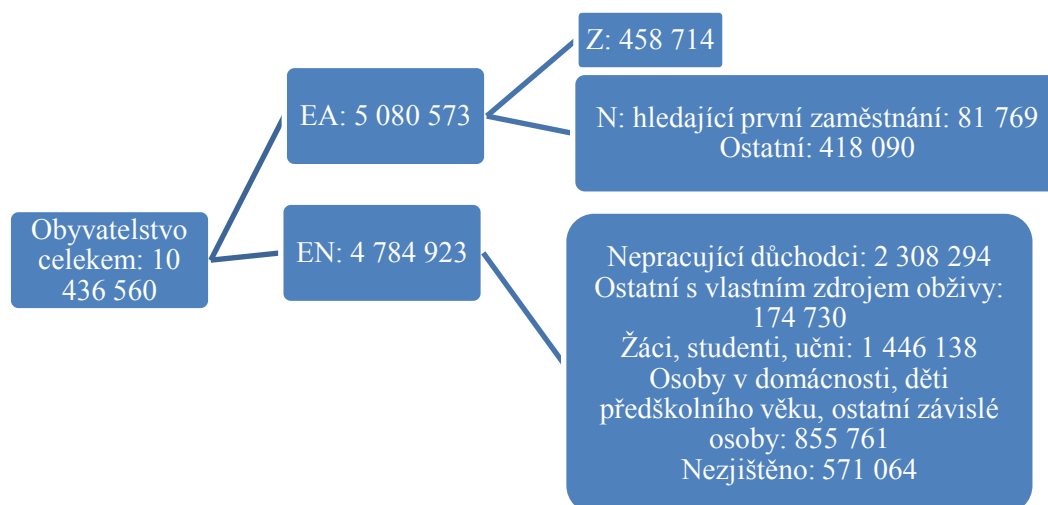 Z: 458 714
EA: 5 080 573
N: hledající první zaměstnání: 81 769
Ostatní: 418 090
Obyvatelstvo
celekem: 10
436 560
EN: 4 784 923
Nepracující důchodci: 2 308 294
Ostatní s vlastním zdrojem obživy:
174 730
Žáci, studenti, učni: 1 446 138
Osoby v domácnosti, děti
předškolního věku, ostatní závislé
osoby: 855 761
Nezjištěno: 571 064